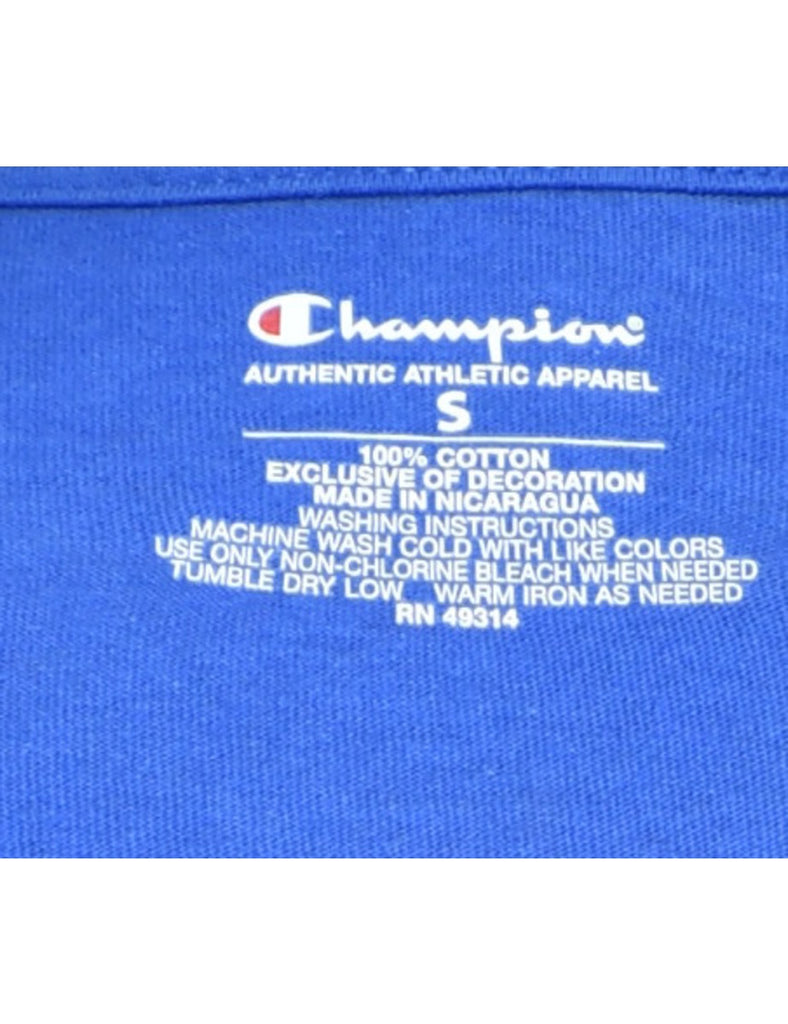 Champion
AUTHENTIC ATHLETIC APPAREL
S
100% COTTON
EXCLUSIVE OF DECORATION
MADE IN NICARAGUA
WASHING INSTRUCTIONS
MACHINE WASH COLD WITH LIKE COLORS
USE ONLY NON-CHLORINE BLEACH WHEN NEEDED
TUMBLE DRY LOW WARM IRON AS NEEDED
RN 49314